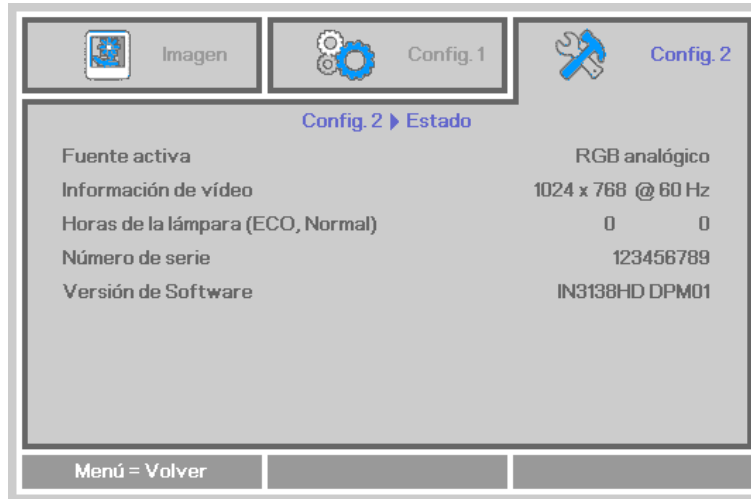 Imagen Config. 1 Config. 2
Config. 2 ▶ Estado
Fuente activa RGB analógico
Información de vídeo 1024 x 768 @ 60 Hz
Horas de la lámpara (ECO, Normal) 0 0
Número de serie 123456789
Versión de Software IN3138HD DPM01
Menú = Volver